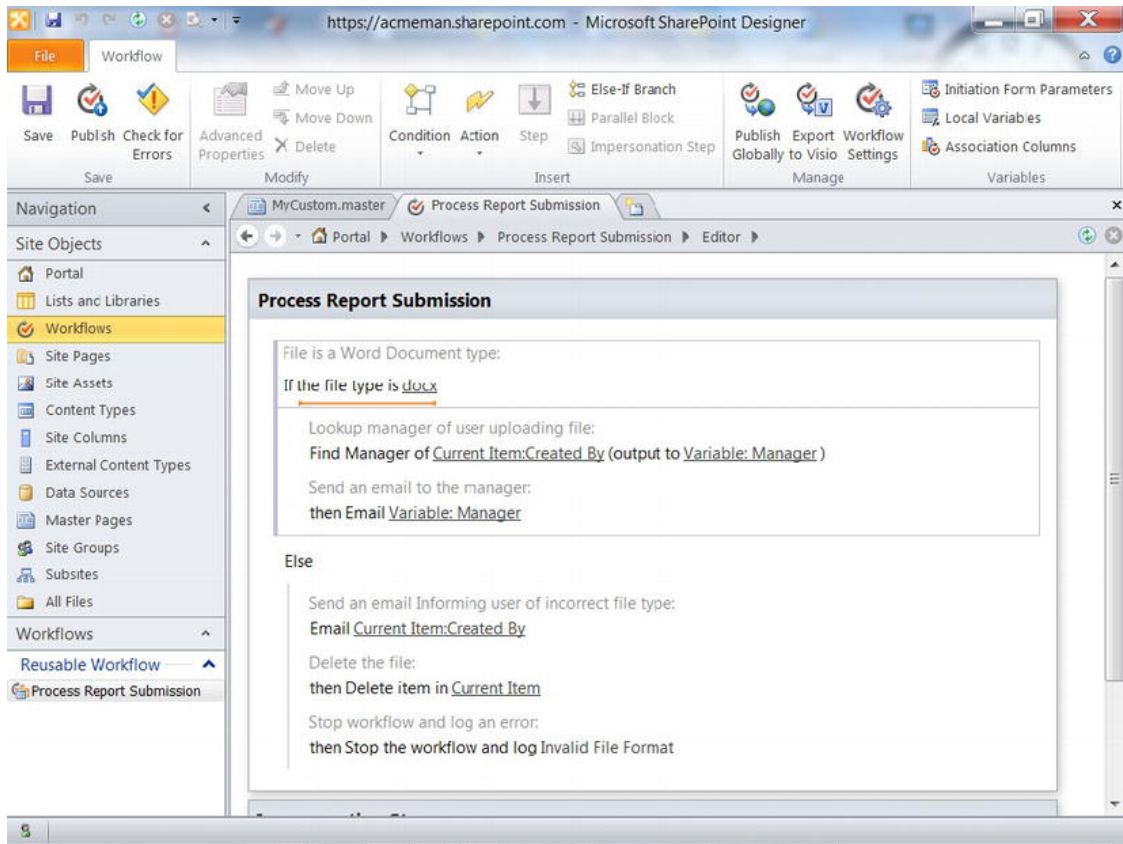 https://acmeman.sharepoint.com - Microsoft SharePoint Designer
File Workflow
Save Publish Check for Errors
Advanced Properties
Move Up
Move Down
Delete
Condition Action Step
Else-If Branch
Parallel Block
Impersonation Step
Publish Globally Export to Visio Workflow Settings
Initiation Form Parameters
Local Variables
Association Columns
Save Modify Insert Manage Variables
Navigation
MyCustom.master Process Report Submission
Site Objects
Portal Workflows Process Report Submission Editor
Portal
Lists and Libraries
Workflows
Site Pages
Site Assets
Content Types
Site Columns
External Content Types
Data Sources
Master Pages
Site Groups
Subsites
All Files
Workflows
Reusable Workflow
Process Report Submission
Process Report Submission
File is a Word Document type:
If the file type is docx
Lookup manager of user uploading file:
Find Manager of Current Item:Created By (output to Variable: Manager )
Send an email to the manager:
then Email Variable: Manager
Else
Send an email Informing user of incorrect file type:
Email Current Item:Created By
Delete the file:
then Delete item in Current Item
Stop workflow and log an error:
then Stop the workflow and log Invalid File Format